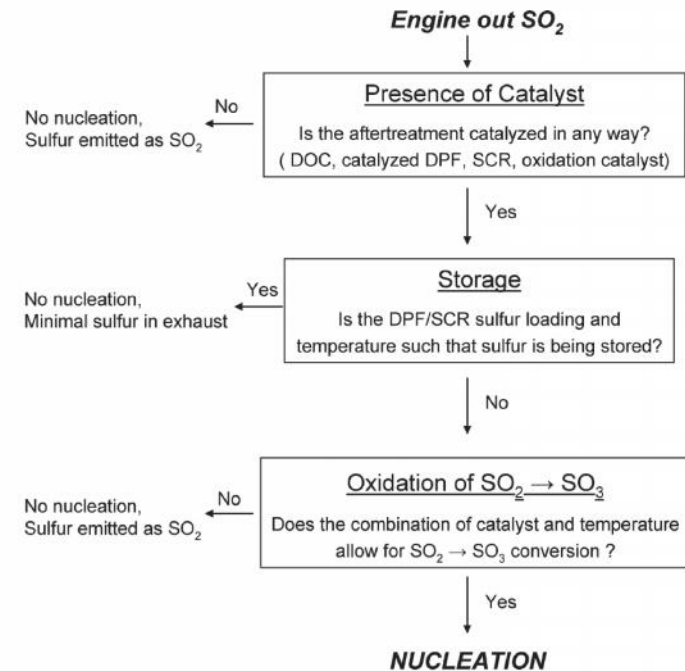 Engine out SO₂
Presence of Catalyst
Is the aftertreatment catalyzed in any way?
( DOC, catalyzed DPF, SCR, oxidation catalyst)
No
No nucleation,
Sulfur emitted as SO₂
Yes
Storage
Is the DPF/SCR sulfur loading and
temperature such that sulfur is being stored?
Yes
No nucleation,
Minimal sulfur in exhaust
No
Oxidation of SO₂ → SO₃
Does the combination of catalyst and temperature
allow for SO₂ → SO₃ conversion ?
No
No nucleation,
Sulfur emitted as SO₂
Yes
NUCLEATION